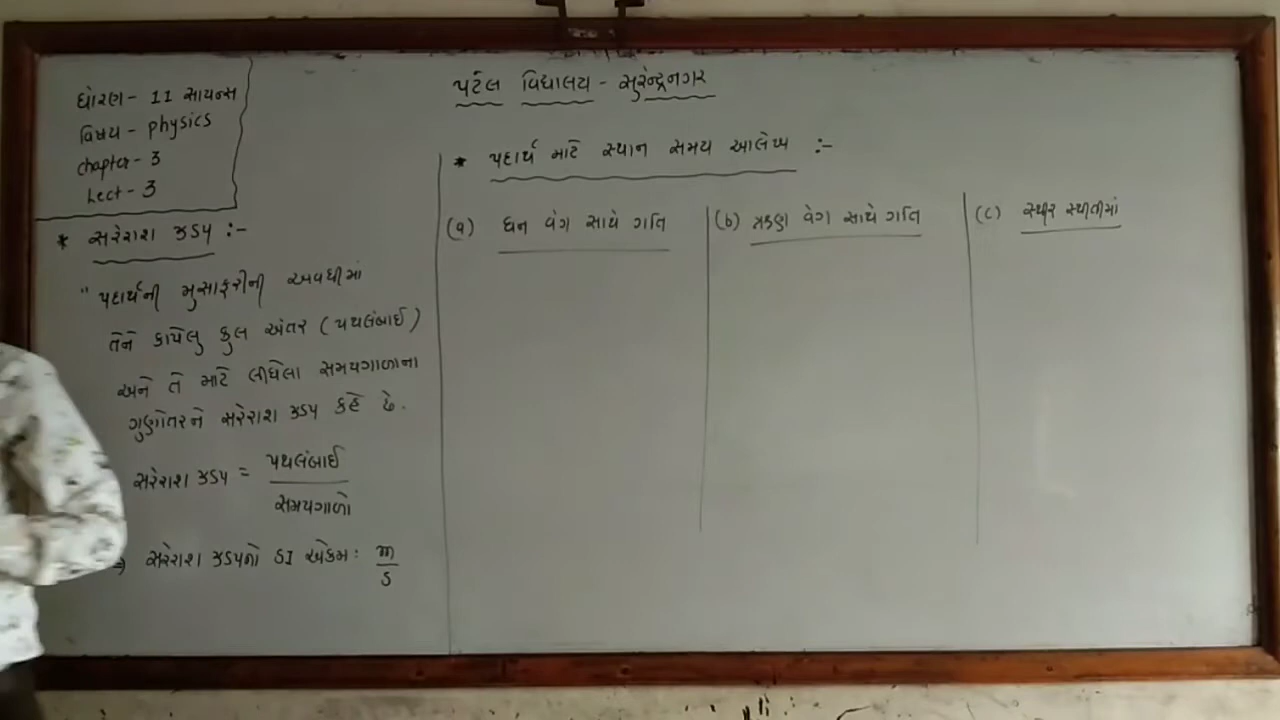 ધોરણ - 11 સાયન્સ
વિષય - physics
chapter - 3
Lect - 3
પટેલ વિદ્યાલય - સુરેન્દ્રનગર
* સરેરાશ ઝડપ :-
"પદાર્થની મુસાફરીની અવધીમાં
તેને કાપેલુ કુલ અંતર (પથલંબાઈ)
અને તે માટે લીધેલા સમયગાળાના
ગુણોતરને સરેરાશ ઝડપ કહે છે.
સરેરાશ ઝડપ = પથલંબાઈ
સમયગાળો
⇒ સરેરાશ ઝડપનો SI એકમ : m
s
* પદાર્થ માટે સ્થાન સમય આલેખ :-
(a) ધન વેગ સાથે ગતિ
(b) ઋણ વેગ સાથે ગતિ
(c) સ્થીર સ્થીતીમાં